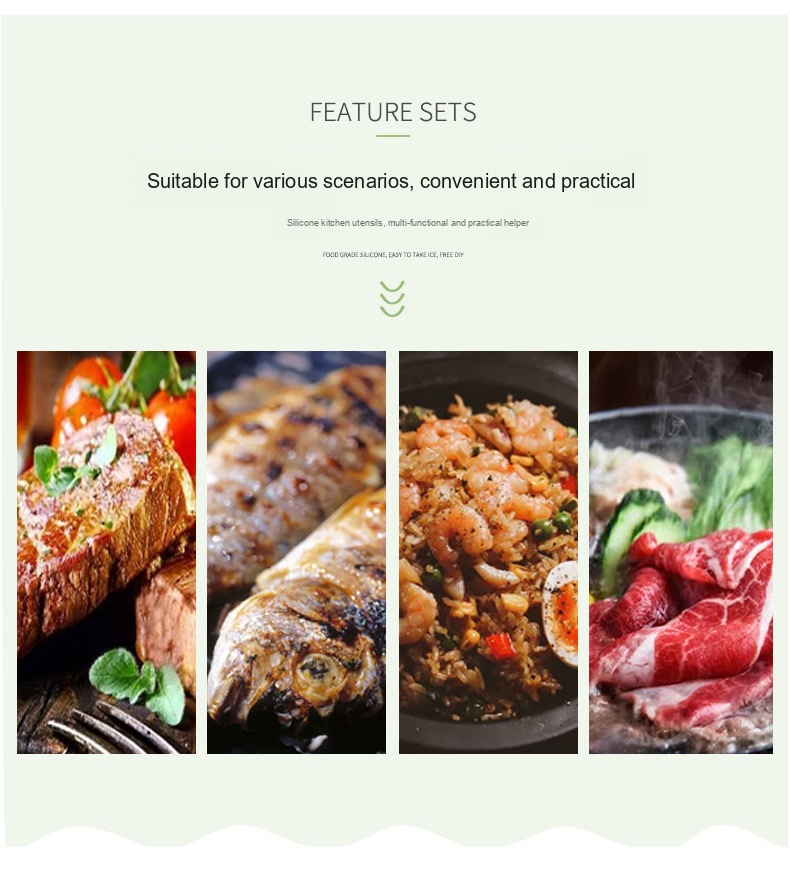 FEATURE SETS
Suitable for various scenarios, convenient and practical
Silicone kitchen utensils, multi-functional and practical helper
FOOD GRADE SILICONE, EASY TO TAKE ICE, FREE DIY